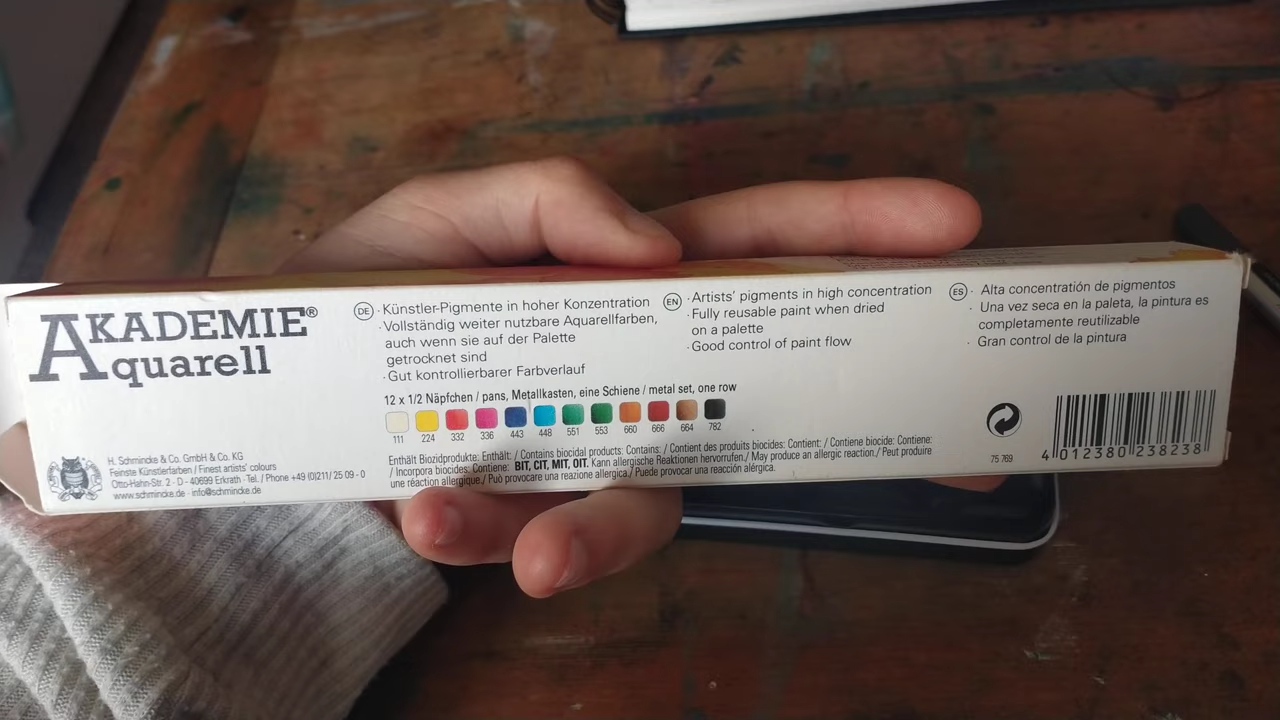 AKADEMIE®
Aquarell
DE
· Künstler-Pigmente in hoher Konzentration
· Vollständig weiter nutzbare Aquarellfarben,
auch wenn sie auf der Palette
getrocknet sind
· Gut kontrollierbarer Farbverlauf
EN
· Artists' pigments in high concentration
· Fully reusable paint when dried
on a palette
· Good control of paint flow
ES
· Alta concentratión de pigmentos
· Una vez seca en la paleta, la pintura es
completamente reutilizable
· Gran control de la pintura
12 x 1/2 Näpfchen / pans, Metallkasten, eine Schiene / metal set, one row
111 224 332 336 443 448 551 553 660 666 664 782
Enthält Biozidprodukte: Enthält: / Contains biocidal products: Contains: / Contient des produits biocides: Contient: / Contiene biocide: Contiene:
/ Incorpora biocides: Contiene: BIT, CIT, MIT, OIT. Kann allergische Reaktionen hervorrufen./ May produce an allergic reaction./ Peut produire
une réaction allergique./ Può provocare una reazione allergica./ Puede provocar una reacción alérgica.
H. Schmincke & Co. GmbH & Co. KG
Feinste Künstlerfarben / Finest artists' colours
Otto-Hahn-Str. 2 · D - 40699 Erkrath · Tel. / Phone +49 (0)211/ 25 09 - 0
www.schmincke.de · info@schmincke.de
75 769
4 012380 238238